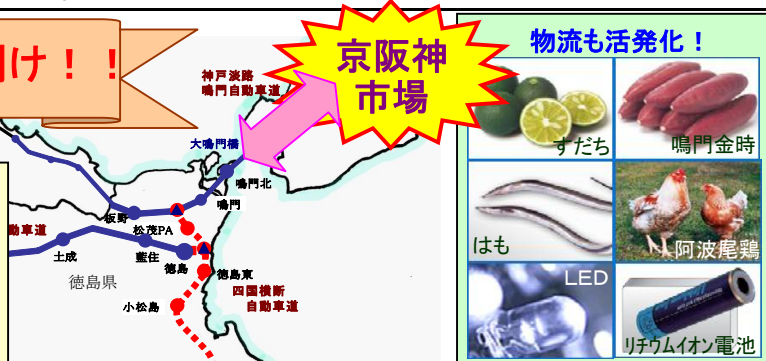 け！！
京阪神
市場
神戸淡路
鳴門自動車道
大鳴門橋
鳴門北
鳴門
板野
松茂PA
動車道
土成
藍住
徳島
徳島東
徳島県
四国横断
自動車道
小松島
物流も活発化！
すだち
鳴門金時
はも
阿波尾鶏
LED
リチウムイオン電池